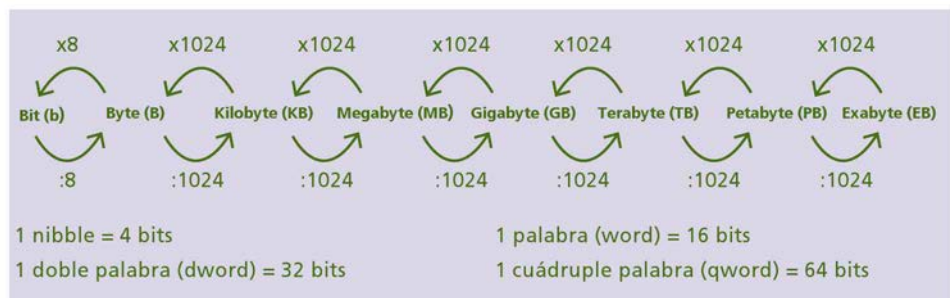 x8 x1024 x1024 x1024 x1024 x1024 x1024
Bit (b) Byte (B) Kilobyte (KB) Megabyte (MB) Gigabyte (GB) Terabyte (TB) Petabyte (PB) Exabyte (EB)
:8 :1024 :1024 :1024 :1024 :1024 :1024
1 nibble = 4 bits 1 palabra (word) = 16 bits
1 doble palabra (dword) = 32 bits 1 cuádruple palabra (qword) = 64 bits